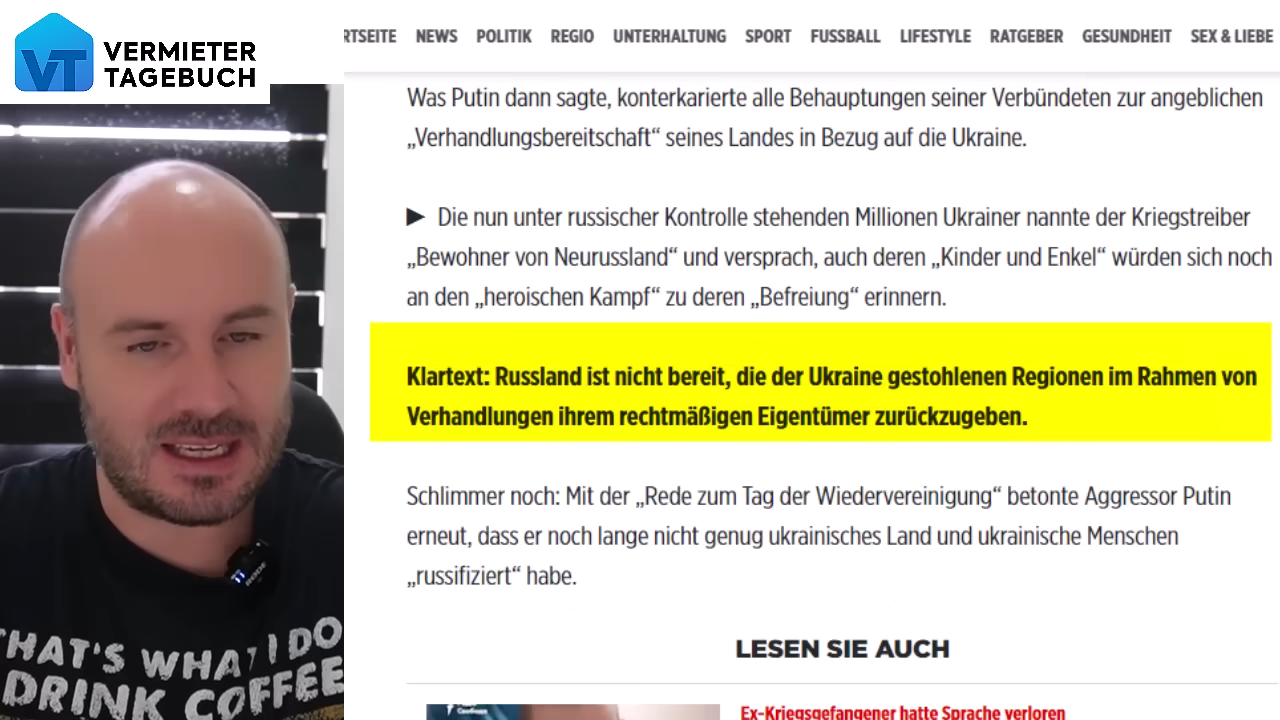 VERMIETER
TAGEBUCH
RTSEITE NEWS POLITIK REGIO UNTERHALTUNG SPORT FUSSBALL LIFESTYLE RATGEBER GESUNDHEIT SEX & LIEBE
Was Putin dann sagte, konterkarierte alle Behauptungen seiner Verbündeten zur angeblichen
„Verhandlungsbereitschaft“ seines Landes in Bezug auf die Ukraine.
► Die nun unter russischer Kontrolle stehenden Millionen Ukrainer nannte der Kriegstreiber
„Bewohner von Neurussland“ und versprach, auch deren „Kinder und Enkel“ würden sich noch
an den „heroischen Kampf“ zu deren „Befreiung“ erinnern.
Klartext: Russland ist nicht bereit, die der Ukraine gestohlenen Regionen im Rahmen von
Verhandlungen ihrem rechtmäßigen Eigentümer zurückzugeben.
Schlimmer noch: Mit der „Rede zum Tag der Wiedervereinigung“ betonte Aggressor Putin
erneut, dass er noch lange nicht genug ukrainisches Land und ukrainische Menschen
„russifiziert“ habe.
LESEN SIE AUCH
Ex-Kriegsgefangener hatte Sprache verloren
RODE
THAT'S WHAT I DO
DRINK COFFEE